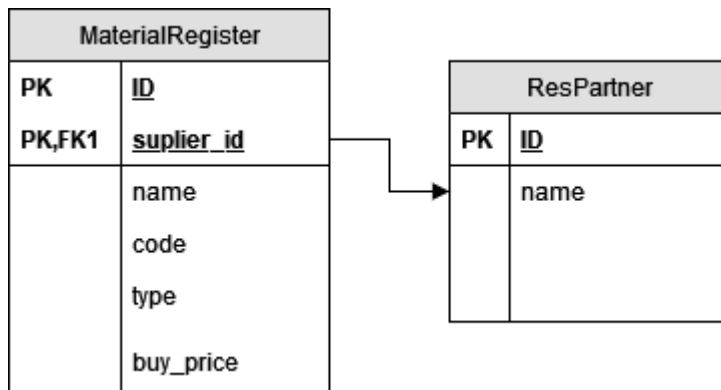 MaterialRegister
PK ID
PK,FK1 suplier_id
name
code
type
buy_price
ResPartner
PK ID
name